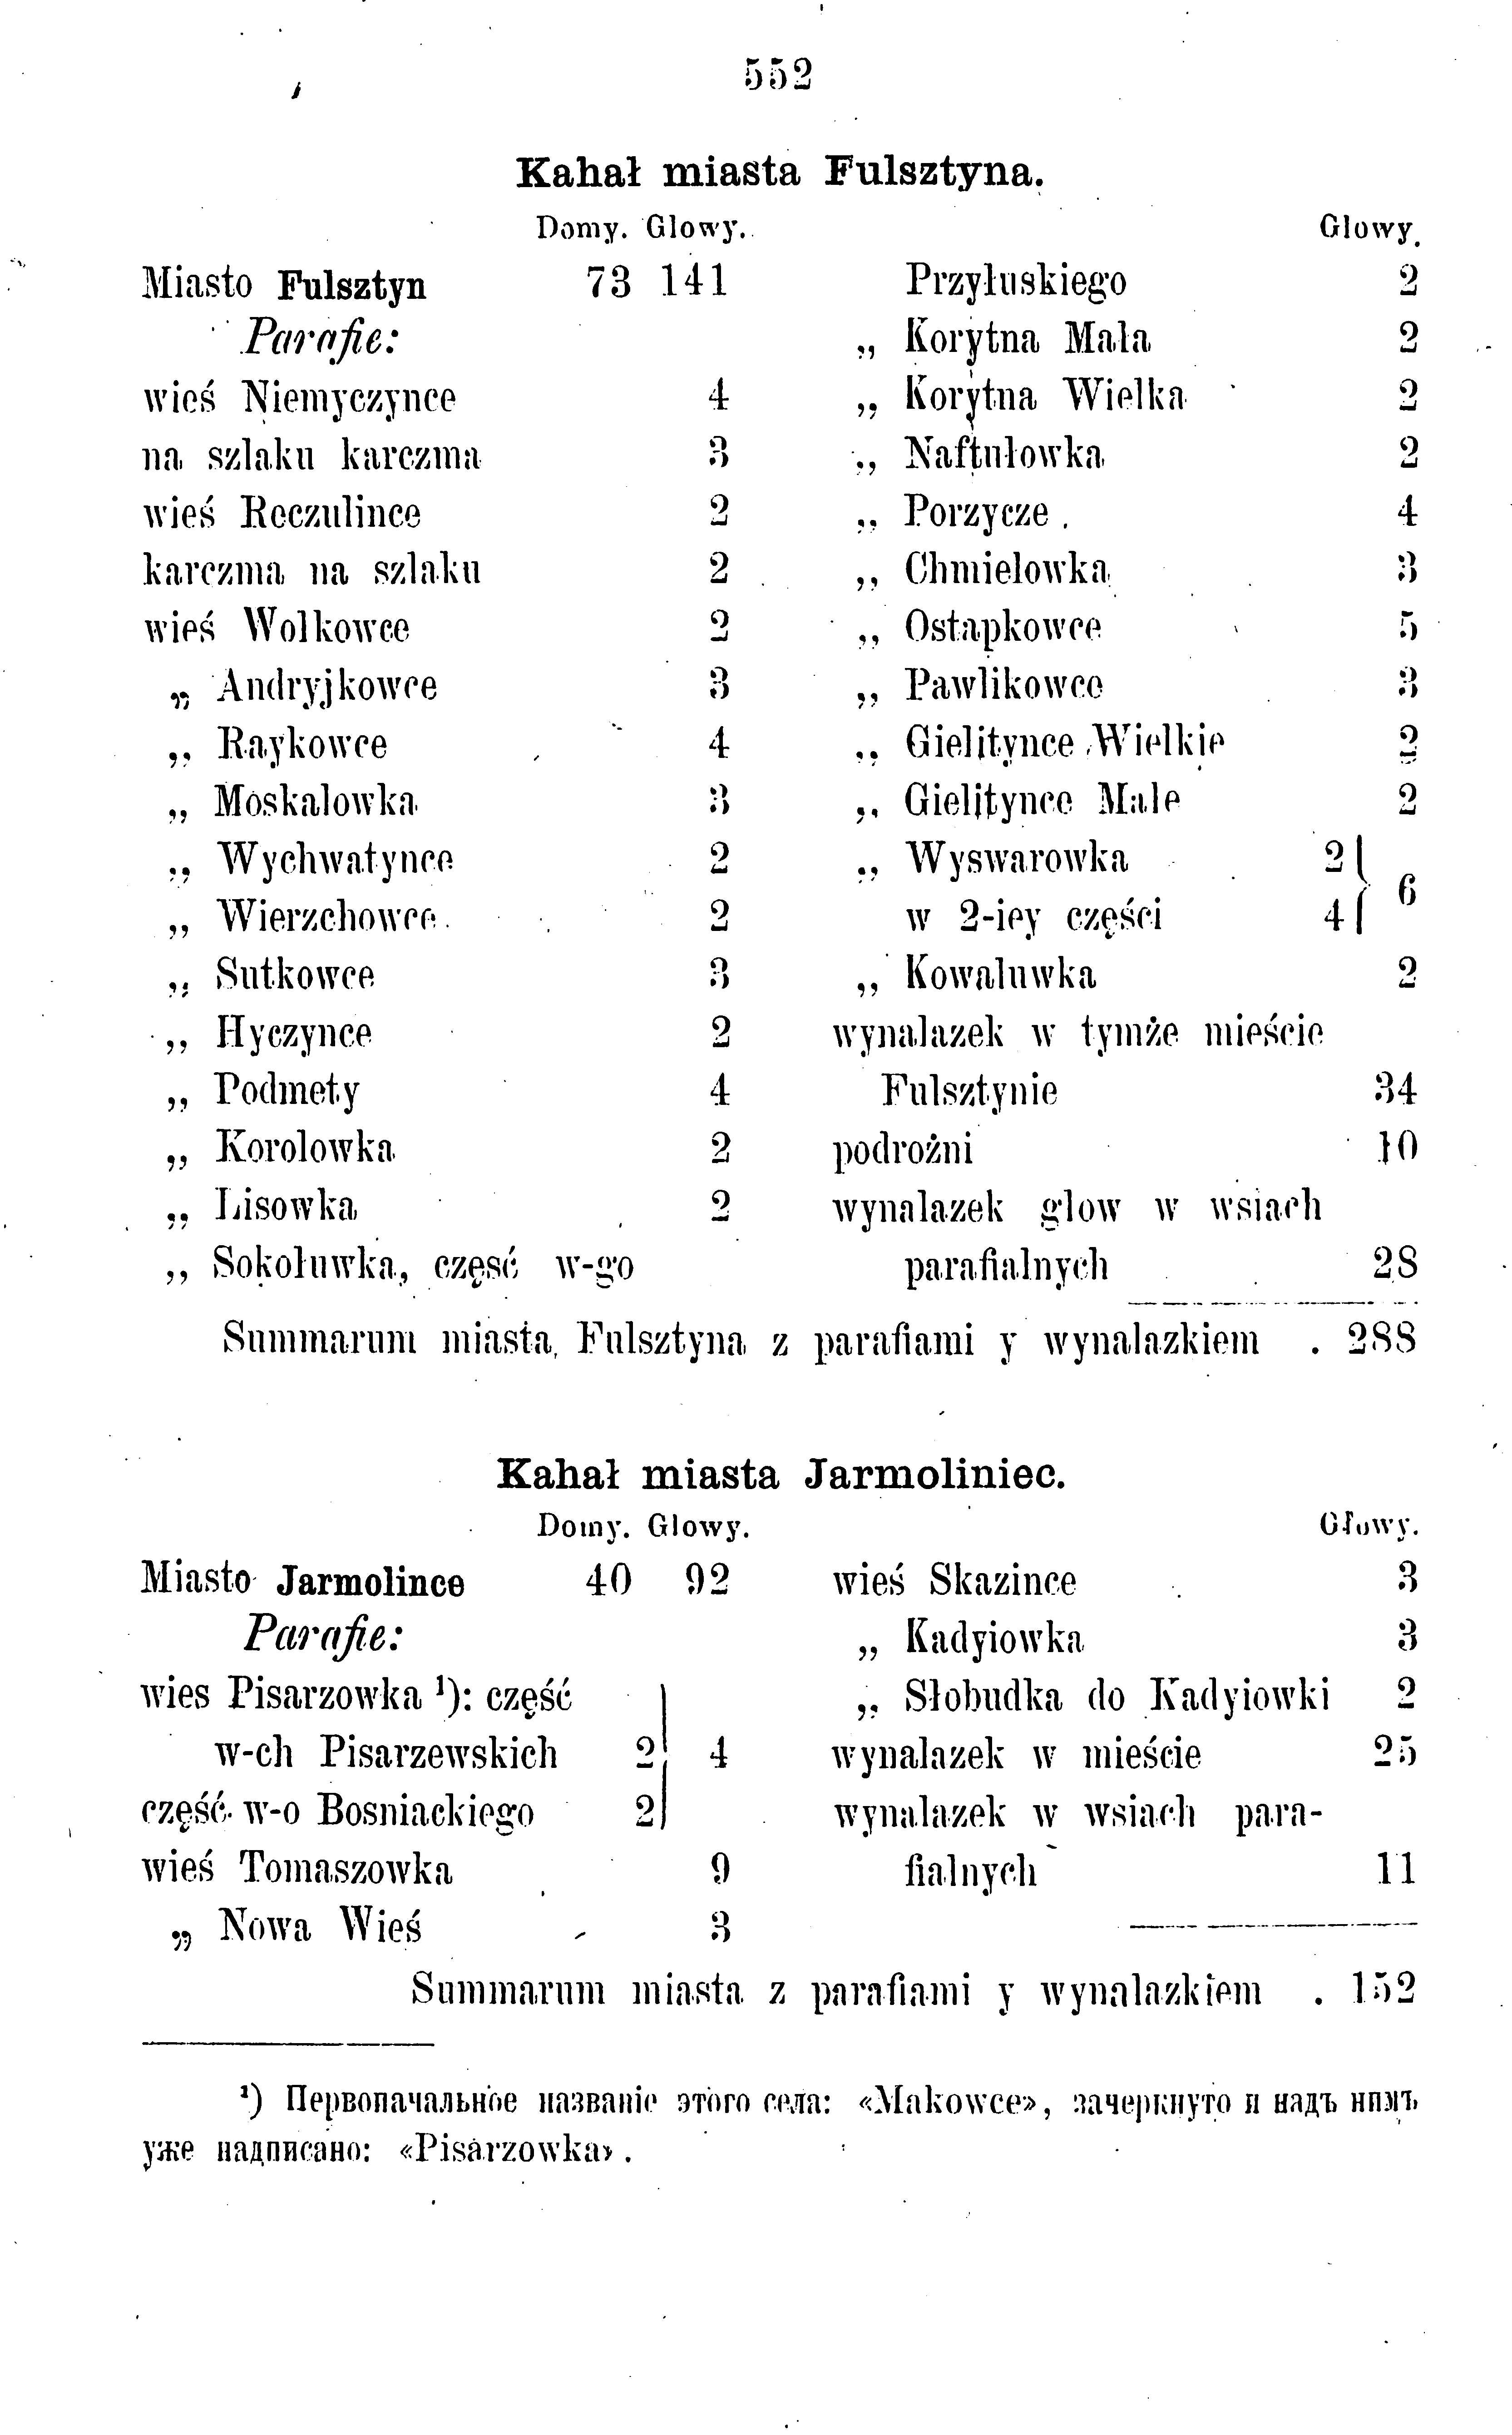 552
Kahał miasta Fulsztyna.
Domy. Glowy.
Miasto Fulsztyn 73 141
Parafie:
wieś Niemyczynce 4
na szlaku karczma 3
wieś Reczulince 2
karczma na szlaku 2
wieś Wolkowce 2
„ Andryjkowce 3
„ Raykowce 4
„ Moskalowka 3
„ Wychwatynce 2
„ Wierzchowce 2
„ Sutkowce 3
„ Hyczynce 2
„ Podmety 4
„ Korolowka 2
„ Lisowka 2
„ Sokołuwka, część w-go
Glowy.
Przyłuskiego 2
„ Korytna Mała 2
„ Korytna Wielka 2
„ Naftułowka 2
„ Porzycze 4
„ Chmielowka 3
„ Ostapkowce 5
„ Pawlikowce 3
„ Gielitynce Wielkie 2
„ Gielitynce Male 2
„ Wyswarowka 2
w 2-iey części 4 } 6
„ Kowaluwka 2
wynalazek w tymże mieście
Fulsztynie 34
podrożni 10
wynalazek glow w wsiach
parafialnych 28
Summarum miasta Fulsztyna z parafiami y wynalazkiem . 288
Kahał miasta Jarmoliniec.
Domy. Glowy.
Miasto Jarmolince 40 92
Parafie:
wies Pisarzowka ¹): część
w-ch Pisarzewskich 2 } 4
część w-o Bosniackiego 2
wieś Tomaszowka 9
„ Nowa Wieś 3
Głowy.
wieś Skazince 3
„ Kadyiowka 3
„ Słobudka do Kadyiowki 2
wynalazek w mieście 25
wynalazek w wsiach para-
fialnych 11
Summarum miasta z parafiami y wynalazkiem . 152
¹) Первоначальное названіе этого села: «Makowce», зачеркнуто и надъ нимъ
уже надписано: «Pisarzowka».